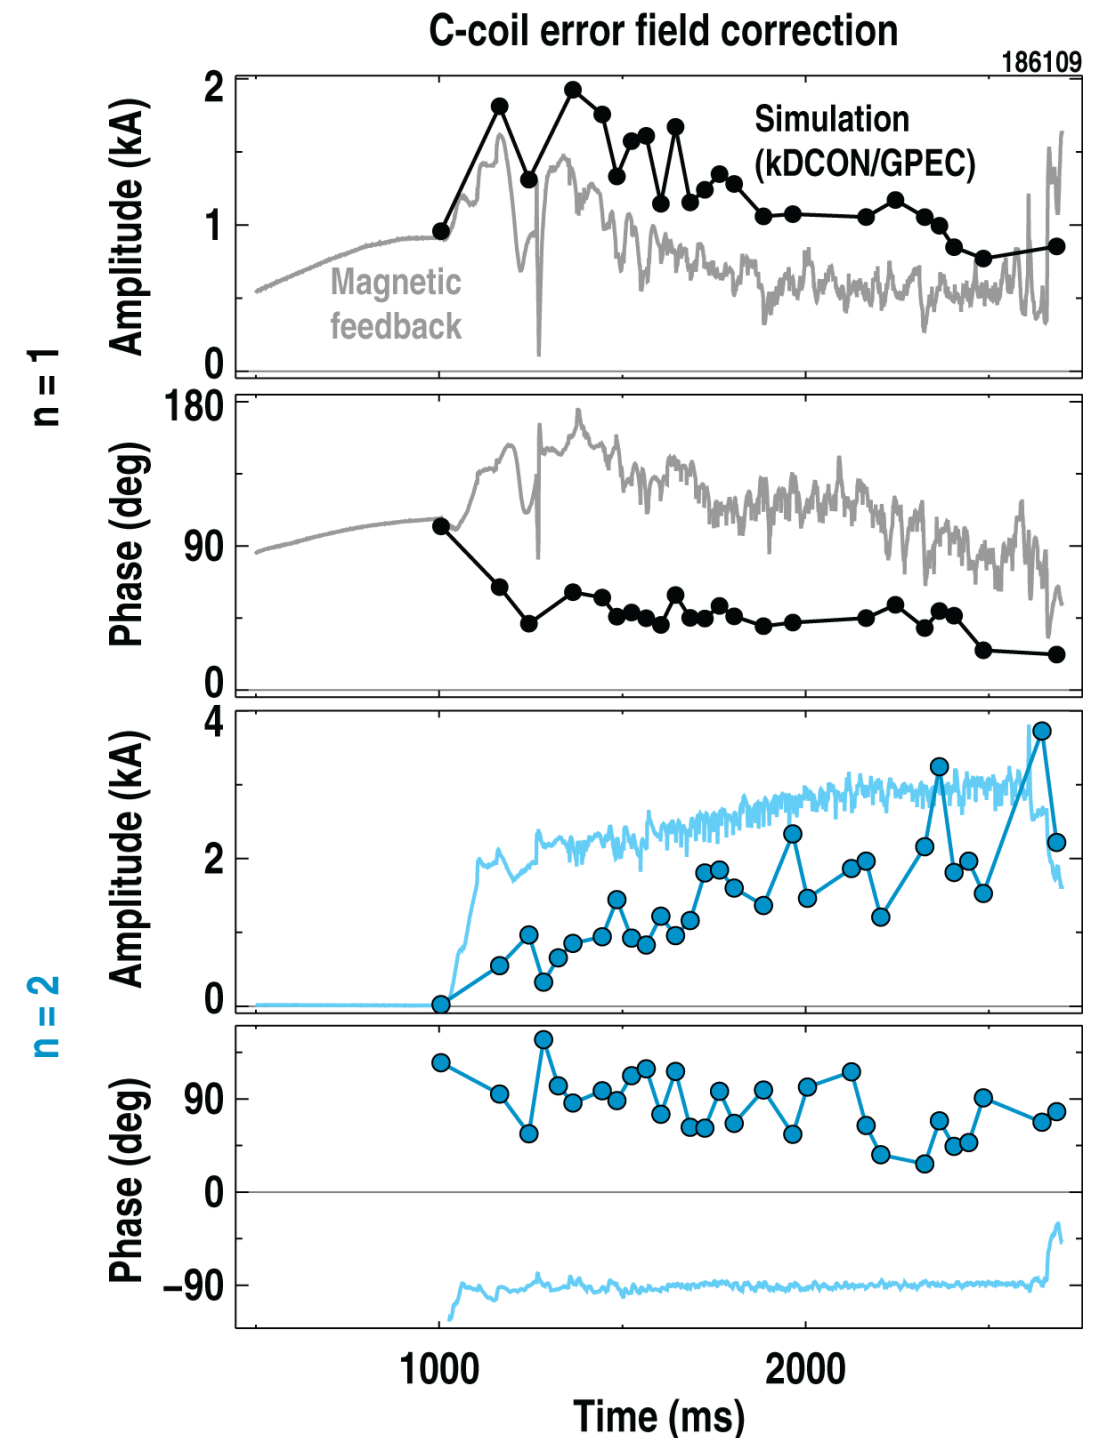 C-coil error field correction
186109
n = 1
Amplitude (kA)
2
1
0
Simulation
(kDCON/GPEC)
Magnetic
feedback
Phase (deg)
180
90
0
n = 2
Amplitude (kA)
4
2
0
Phase (deg)
90
0
−90
1000
2000
Time (ms)